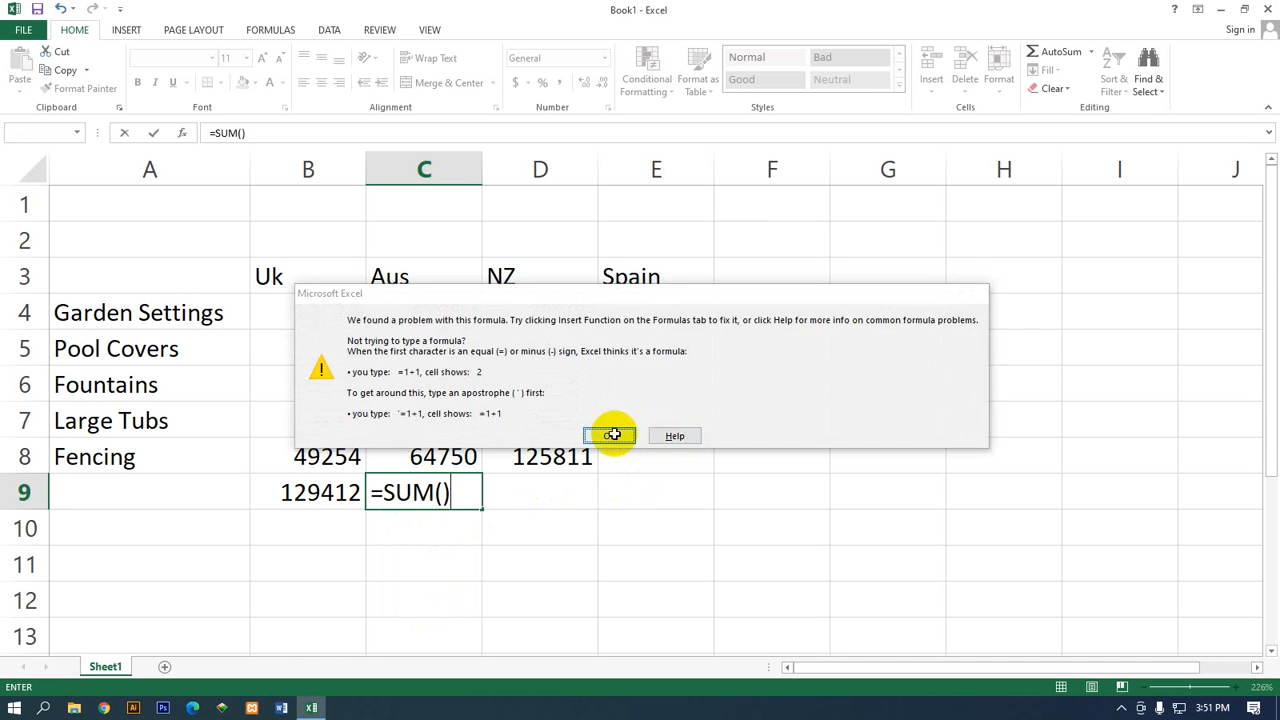 Book1 - Excel
FILE HOME INSERT PAGE LAYOUT FORMULAS DATA REVIEW VIEW Sign in
Paste Cut Copy Format Painter
11 Wrap Text Merge & Center
General $ % ,
Conditional Formatting Format as Table
Normal Bad Good Neutral
Insert Delete Format
AutoSum Fill Clear Sort & Filter Find & Select
Clipboard Font Alignment Number Styles Cells Editing
fx =SUM()
A B C D E F G H I J
1
2
3 Uk Aus NZ Spain
Microsoft Excel
We found a problem with this formula. Try clicking Insert Function on the Formulas tab to fix it, or click Help for more info on common formula problems.
Not trying to type a formula?
When the first character is an equal (=) or minus (-) sign, Excel thinks it's a formula:
• you type: =1+1, cell shows: 2
To get around this, type an apostrophe ( ' ) first:
• you type: '=1+1, cell shows: =1+1
Help
4 Garden Settings
5 Pool Covers
6 Fountains
7 Large Tubs
8 Fencing 49254 64750 125811
9 129412 =SUM()
10
11
12
13
Sheet1
ENTER 226%
3:51 PM